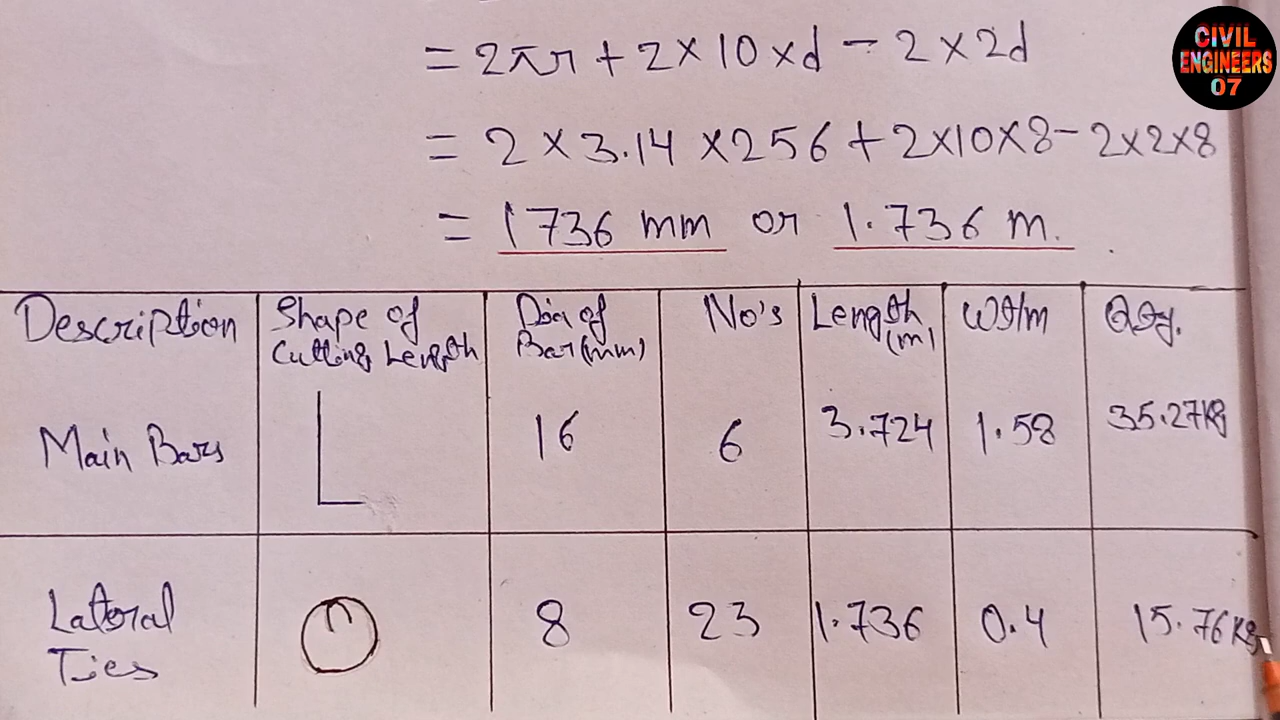 = 2πr + 2 × 10 × d - 2 × 2d
= 2 × 3.14 × 256 + 2×10×8 - 2×2×8
= 1736 mm or 1.736 m.
CIVIL
ENGINEERS
07
Description Shape of Cutting Length Dia of Bar(mm) No's Length (m) Wt/m Qty.
Main Bars 16 6 3.724 1.58 35.27Kg
Lateral Ties 8 23 1.736 0.4 15.76Kg